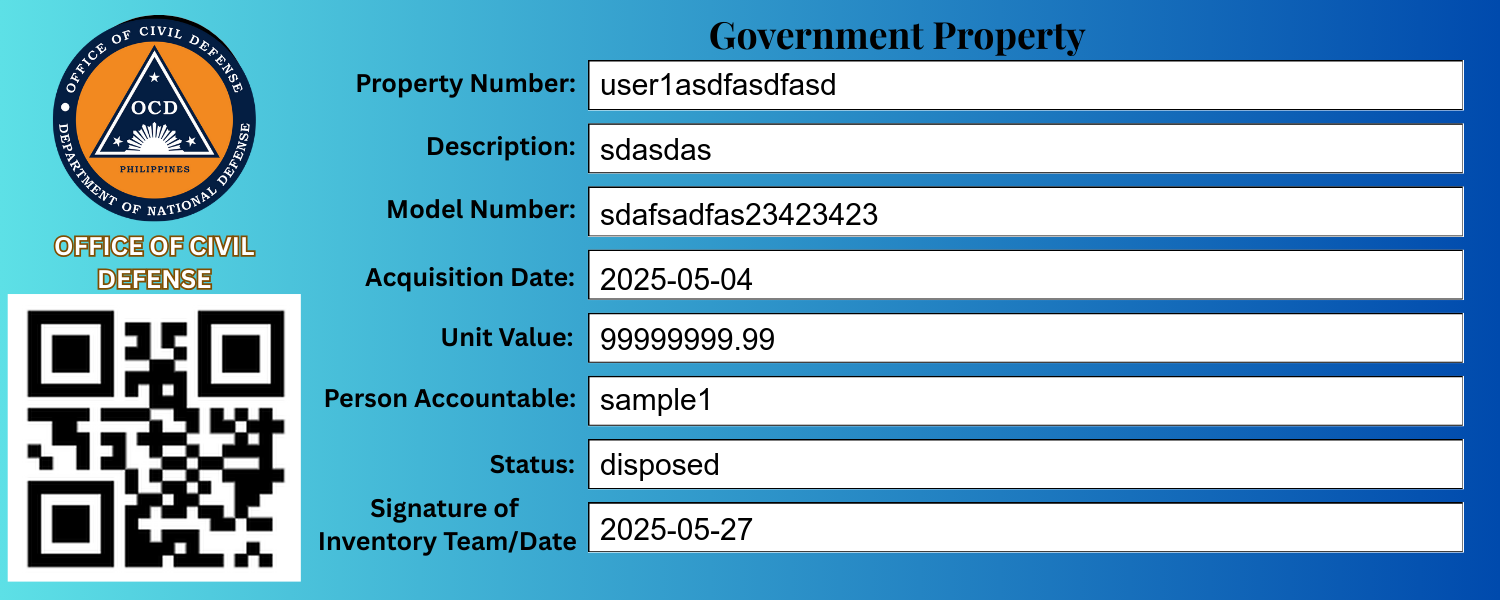 OFFICE OF CIVIL DEFENSE
DEPARTMENT OF NATIONAL DEFENSE
OCD
PHILIPPINES
OFFICE OF CIVIL
DEFENSE
Government Property
Property Number: user1asdfasdfasd
Description: sdasdas
Model Number: sdafsadfas23423423
Acquisition Date: 2025-05-04
Unit Value: 99999999.99
Person Accountable: sample1
Status: disposed
Signature of
Inventory Team/Date 2025-05-27